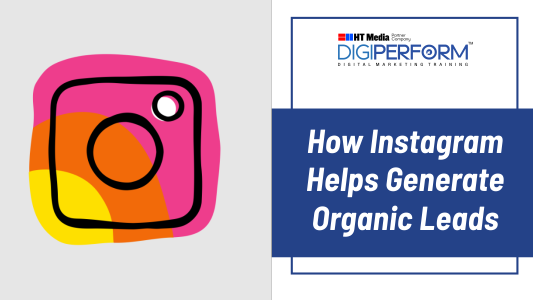 HT Media Partner Company
DIGIPERFORM™
DIGITAL MARKETING TRAINING
How Instagram
Helps Generate
Organic Leads